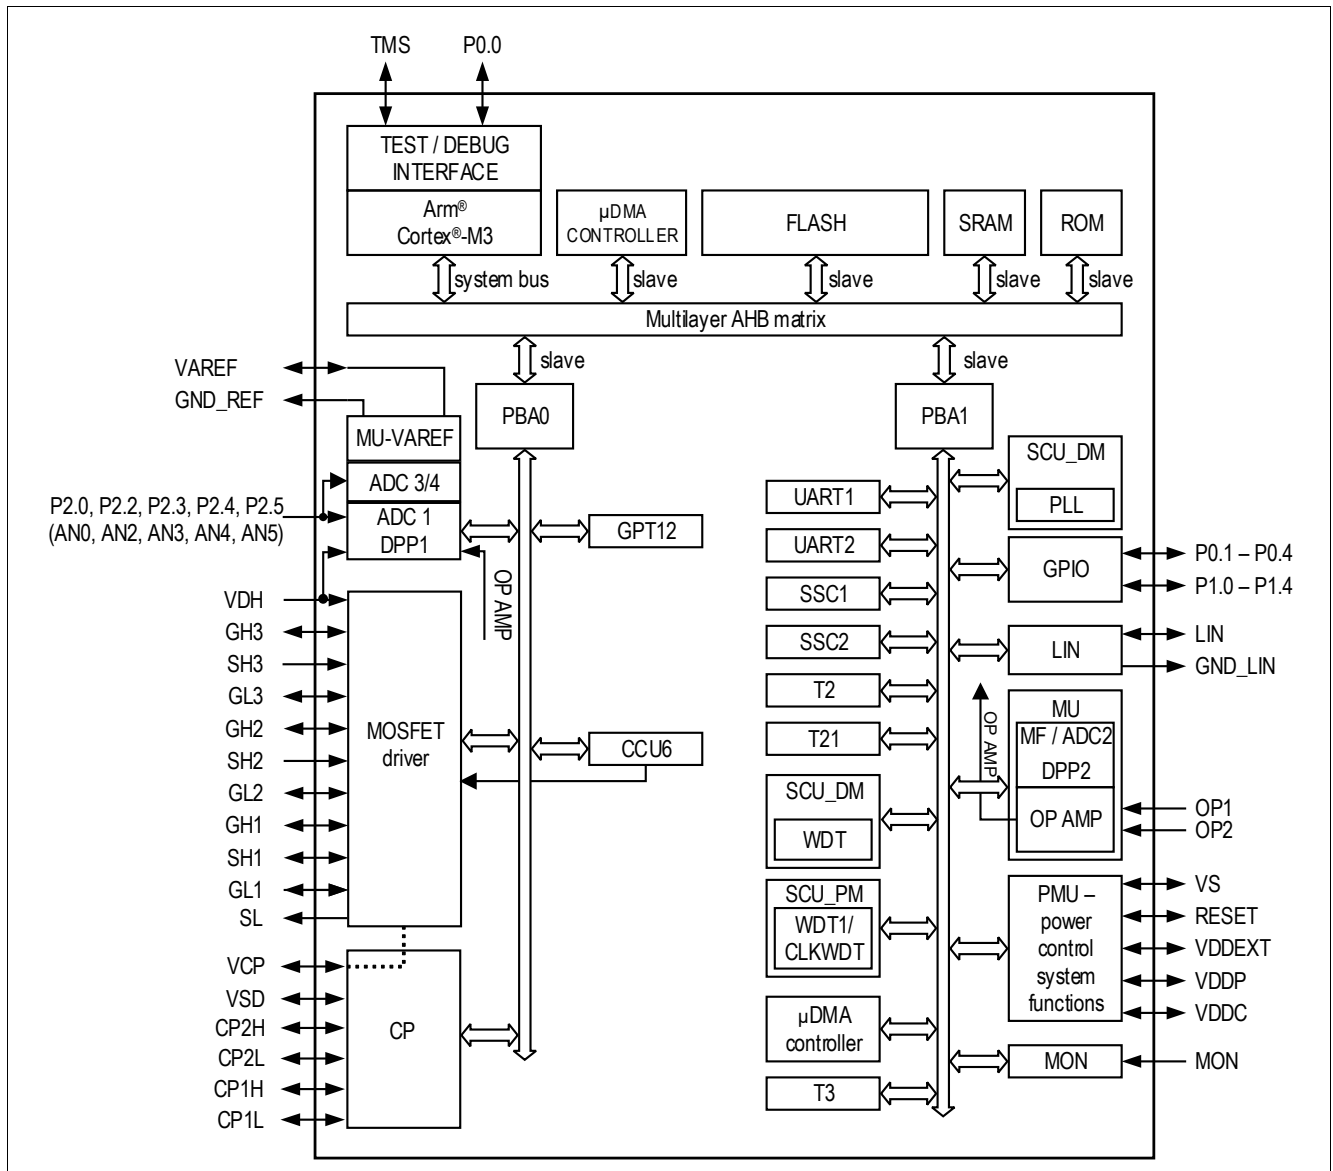 TMS
P0.0
TEST / DEBUG
INTERFACE
Arm®
Cortex®-M3
µDMA
CONTROLLER
FLASH
SRAM
ROM
system bus
slave
slave
slave
slave
Multilayer AHB matrix
slave
slave
VAREF
GND_REF
PBA0
PBA1
MU-VAREF
ADC 3/4
ADC 1
DPP1
P2.0, P2.2, P2.3, P2.4, P2.5
(AN0, AN2, AN3, AN4, AN5)
GPT12
OP AMP
VDH
GH3
SH3
GL3
GH2
SH2
GL2
GH1
SH1
GL1
SL
MOSFET
driver
CCU6
VCP
VSD
CP2H
CP2L
CP1H
CP1L
CP
UART1
UART2
SSC1
SSC2
T2
T21
SCU_DM
WDT
SCU_PM
WDT1/
CLKWDT
µDMA
controller
T3
SCU_DM
PLL
GPIO
P0.1 – P0.4
P1.0 – P1.4
LIN
LIN
GND_LIN
OP AMP
MU
MF / ADC2
DPP2
OP AMP
OP1
OP2
PMU –
power
control
system
functions
VS
RESET
VDDEXT
VDDP
VDDC
MON
MON